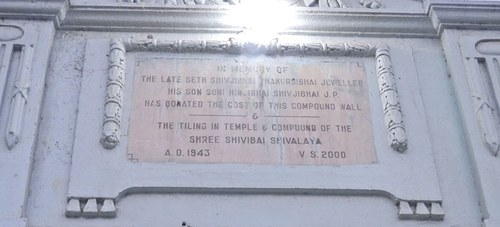 IN MEMORY OF
THE LATE SETH SHIVJIBHAI THAKURSIBHAI JEWELLER
HIS SON SONI HIRJIBHAI SHIVJIBHAI J.P.
HAS DONATED THE COST OF THIS COMPOUND WALL
&
THE TILING IN TEMPLE & COMPOUND OF THE
SHREE SHIVIBAI SHIVALAYA
A.D. 1943 V S. 2000